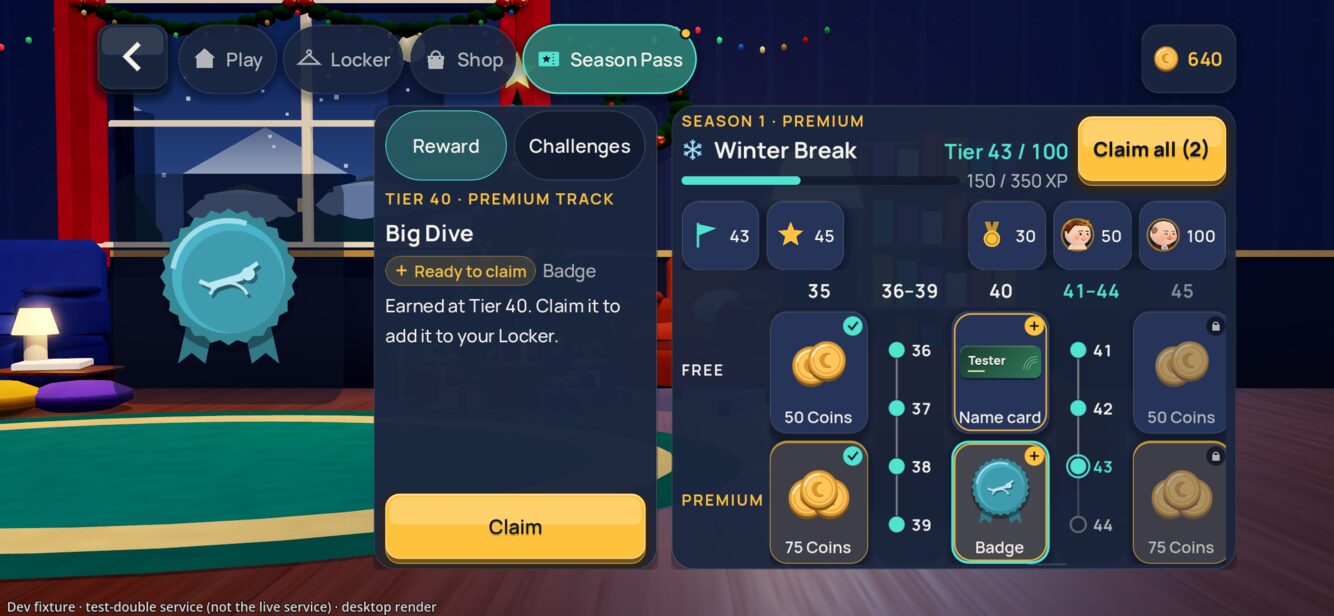 Play
Locker
Shop
Season Pass
640
Reward
Challenges
TIER 40 · PREMIUM TRACK
Big Dive
+ Ready to claim
Badge
Earned at Tier 40. Claim it to
add it to your Locker.
Claim
SEASON 1 · PREMIUM
Winter Break
Tier 43 / 100
150 / 350 XP
Claim all (2)
43
45
30
50
100
35
36–39
40
41–44
45
FREE
50 Coins
36
37
Tester
Name card
41
42
50 Coins
PREMIUM
75 Coins
38
39
Badge
43
44
75 Coins
Dev fixture · test-double service (not the live service) · desktop render